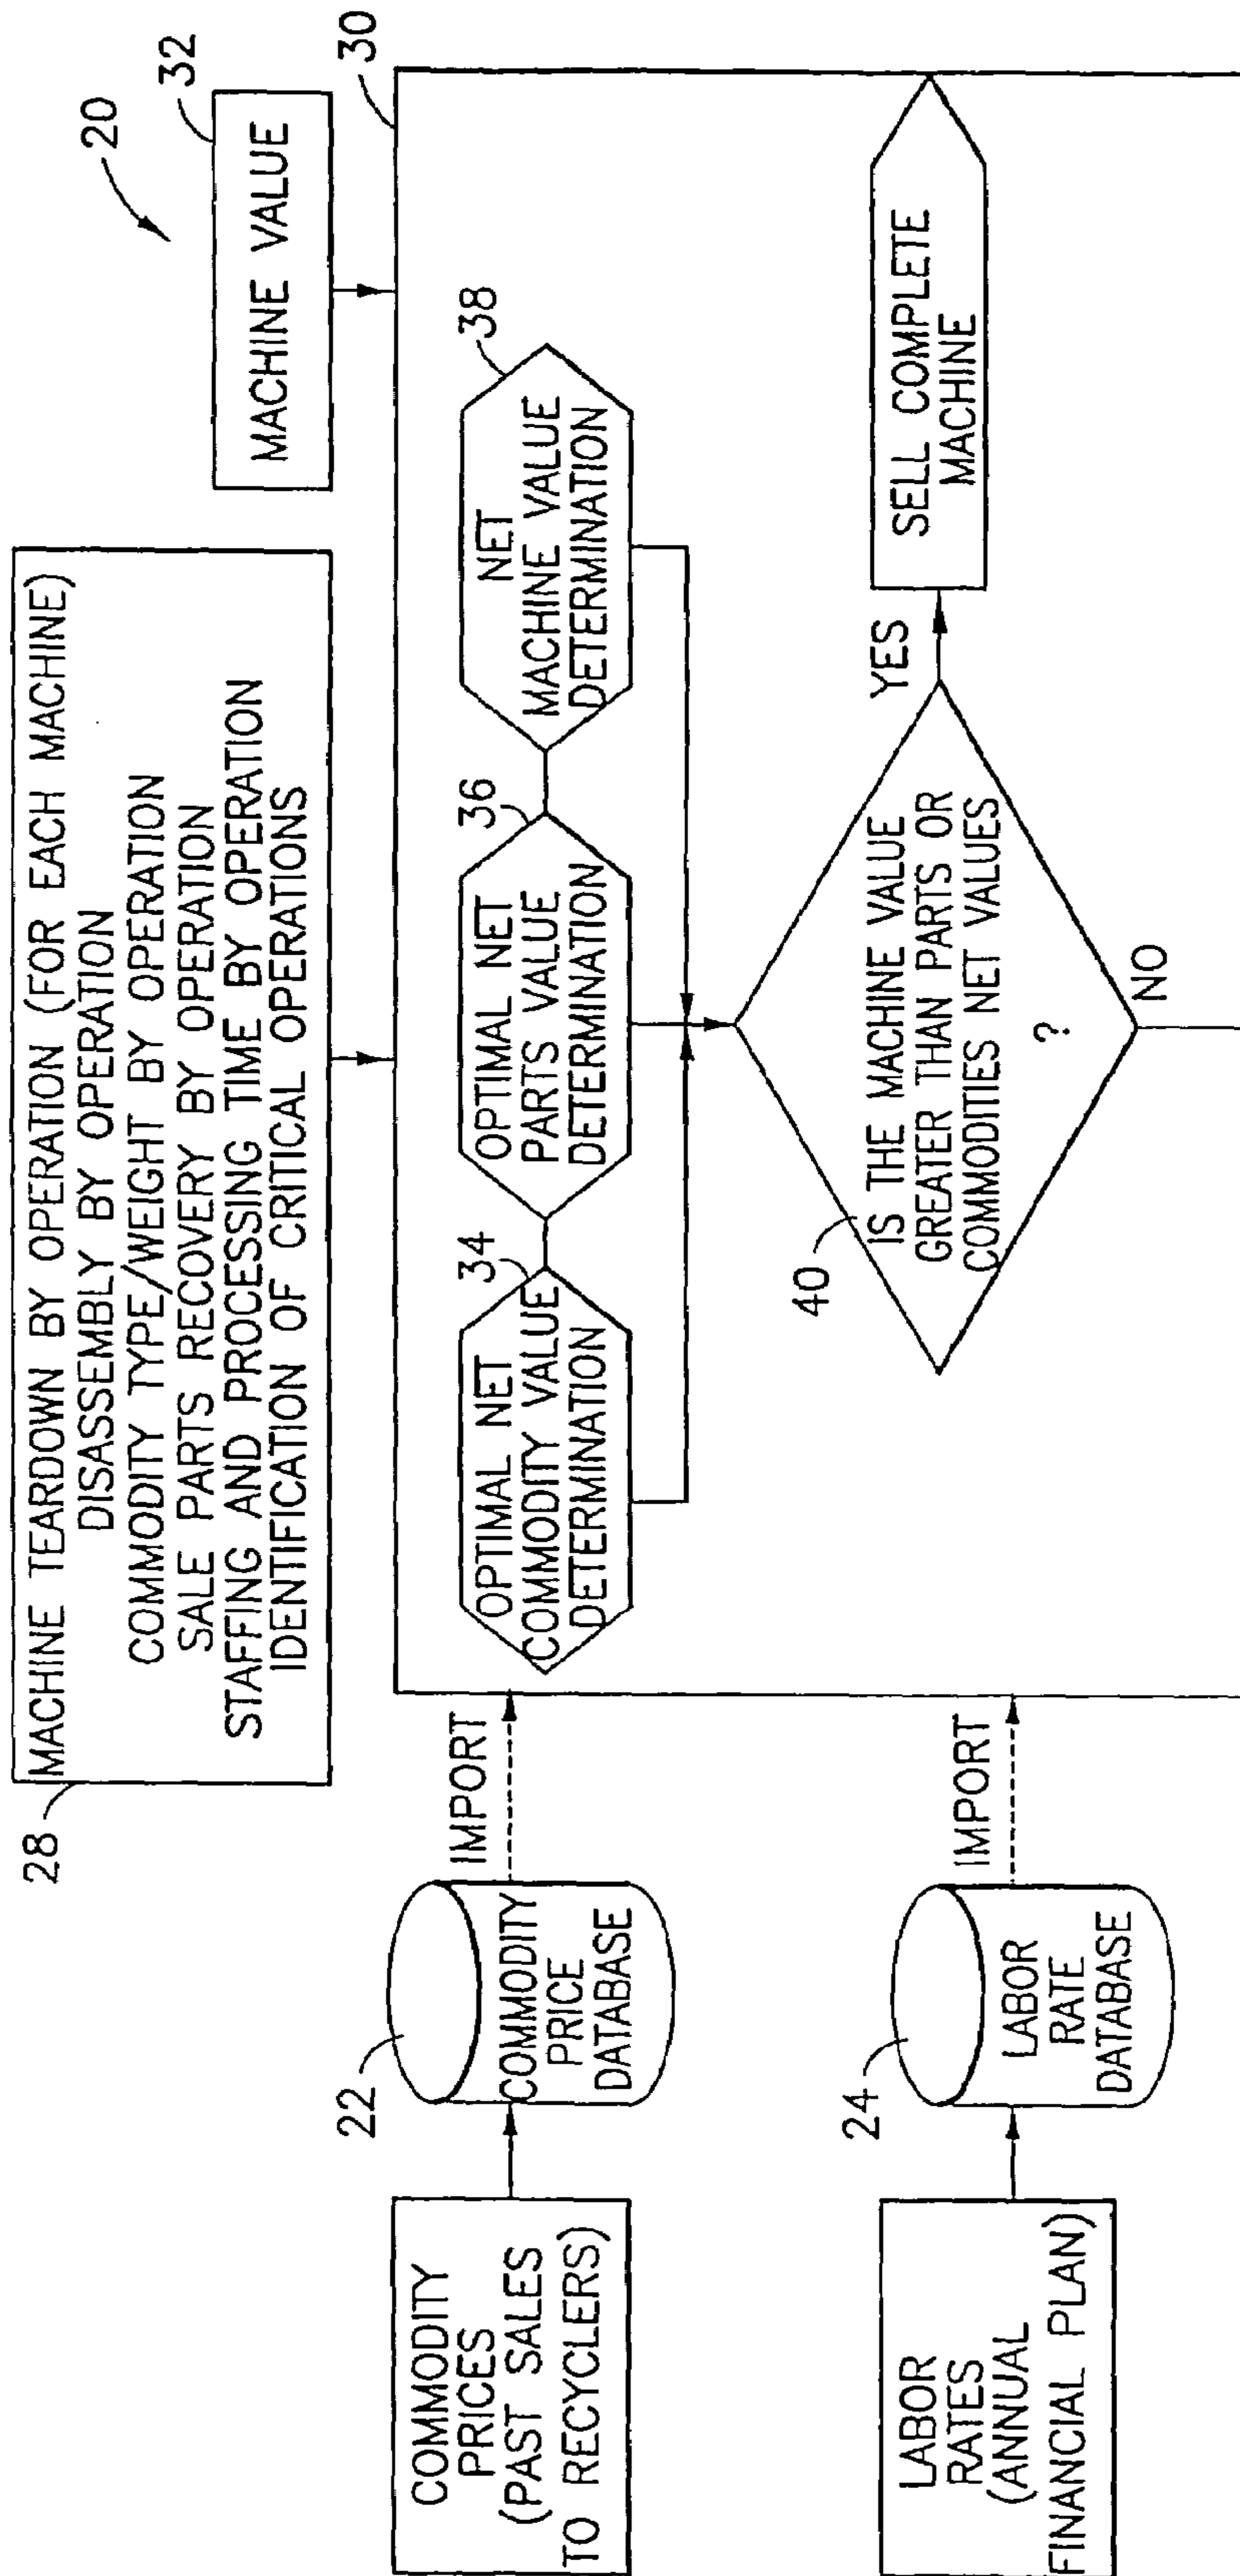 MACHINE TEARDOWN BY OPERATION (FOR EACH MACHINE)
DISASSEMBLY BY OPERATION
COMMODITY TYPE/WEIGHT BY OPERATION
SALE PARTS RECOVERY BY OPERATION
STAFFING AND PROCESSING TIME BY OPERATION
IDENTIFICATION OF CRITICAL OPERATIONS
28
MACHINE VALUE
32
20
30
COMMODITY
PRICES
(PAST SALES
TO RECYCLERS)
22
COMMODITY
PRICE
DATABASE
IMPORT
OPTIMAL NET
COMMODITY VALUE
DETERMINATION
34
OPTIMAL NET
PARTS VALUE
DETERMINATION
36
NET
MACHINE VALUE
DETERMINATION
38
LABOR
RATES
(ANNUAL
FINANCIAL PLAN)
24
LABOR
RATE
DATABASE
IMPORT
40
IS THE MACHINE VALUE
GREATER THAN PARTS OR
COMMODITIES NET VALUES
?
YES
NO
SELL COMPLETE
MACHINE